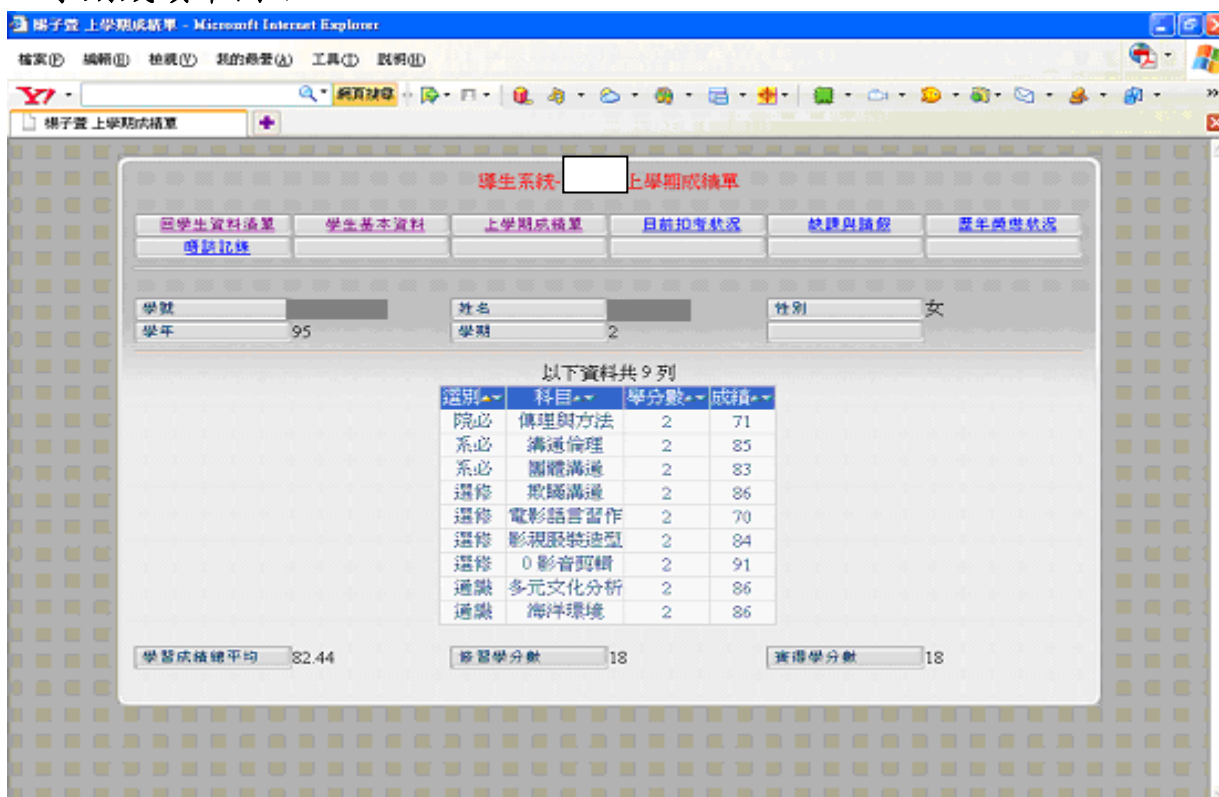 楊子萱 上學期成績單 - Microsoft Internet Explorer
檔案(F) 編輯(E) 檢視(V) 我的最愛(A) 工具(T) 說明(H)
網頁搜尋
楊子萱 上學期成績單
導生系統- 上學期成績單
回學生資料清單 學生基本資料 上學期成績單 目前扣考狀況 缺課與請假 歷年獎懲狀況
晤談記錄
學號 姓名 性別 女
學年 95 學期 2
以下資料共 9 列
選別 科目 學分數 成績
院必 傳理與方法 2 71
系必 溝通倫理 2 85
系必 團體溝通 2 83
選修 欺瞞溝通 2 86
選修 電影語言習作 2 70
選修 影視服裝造型 2 84
選修 0 影音剪輯 2 91
通識 多元文化分析 2 86
通識 海洋環境 2 86
學習成績總平均 82.44 修習學分數 18 實得學分數 18